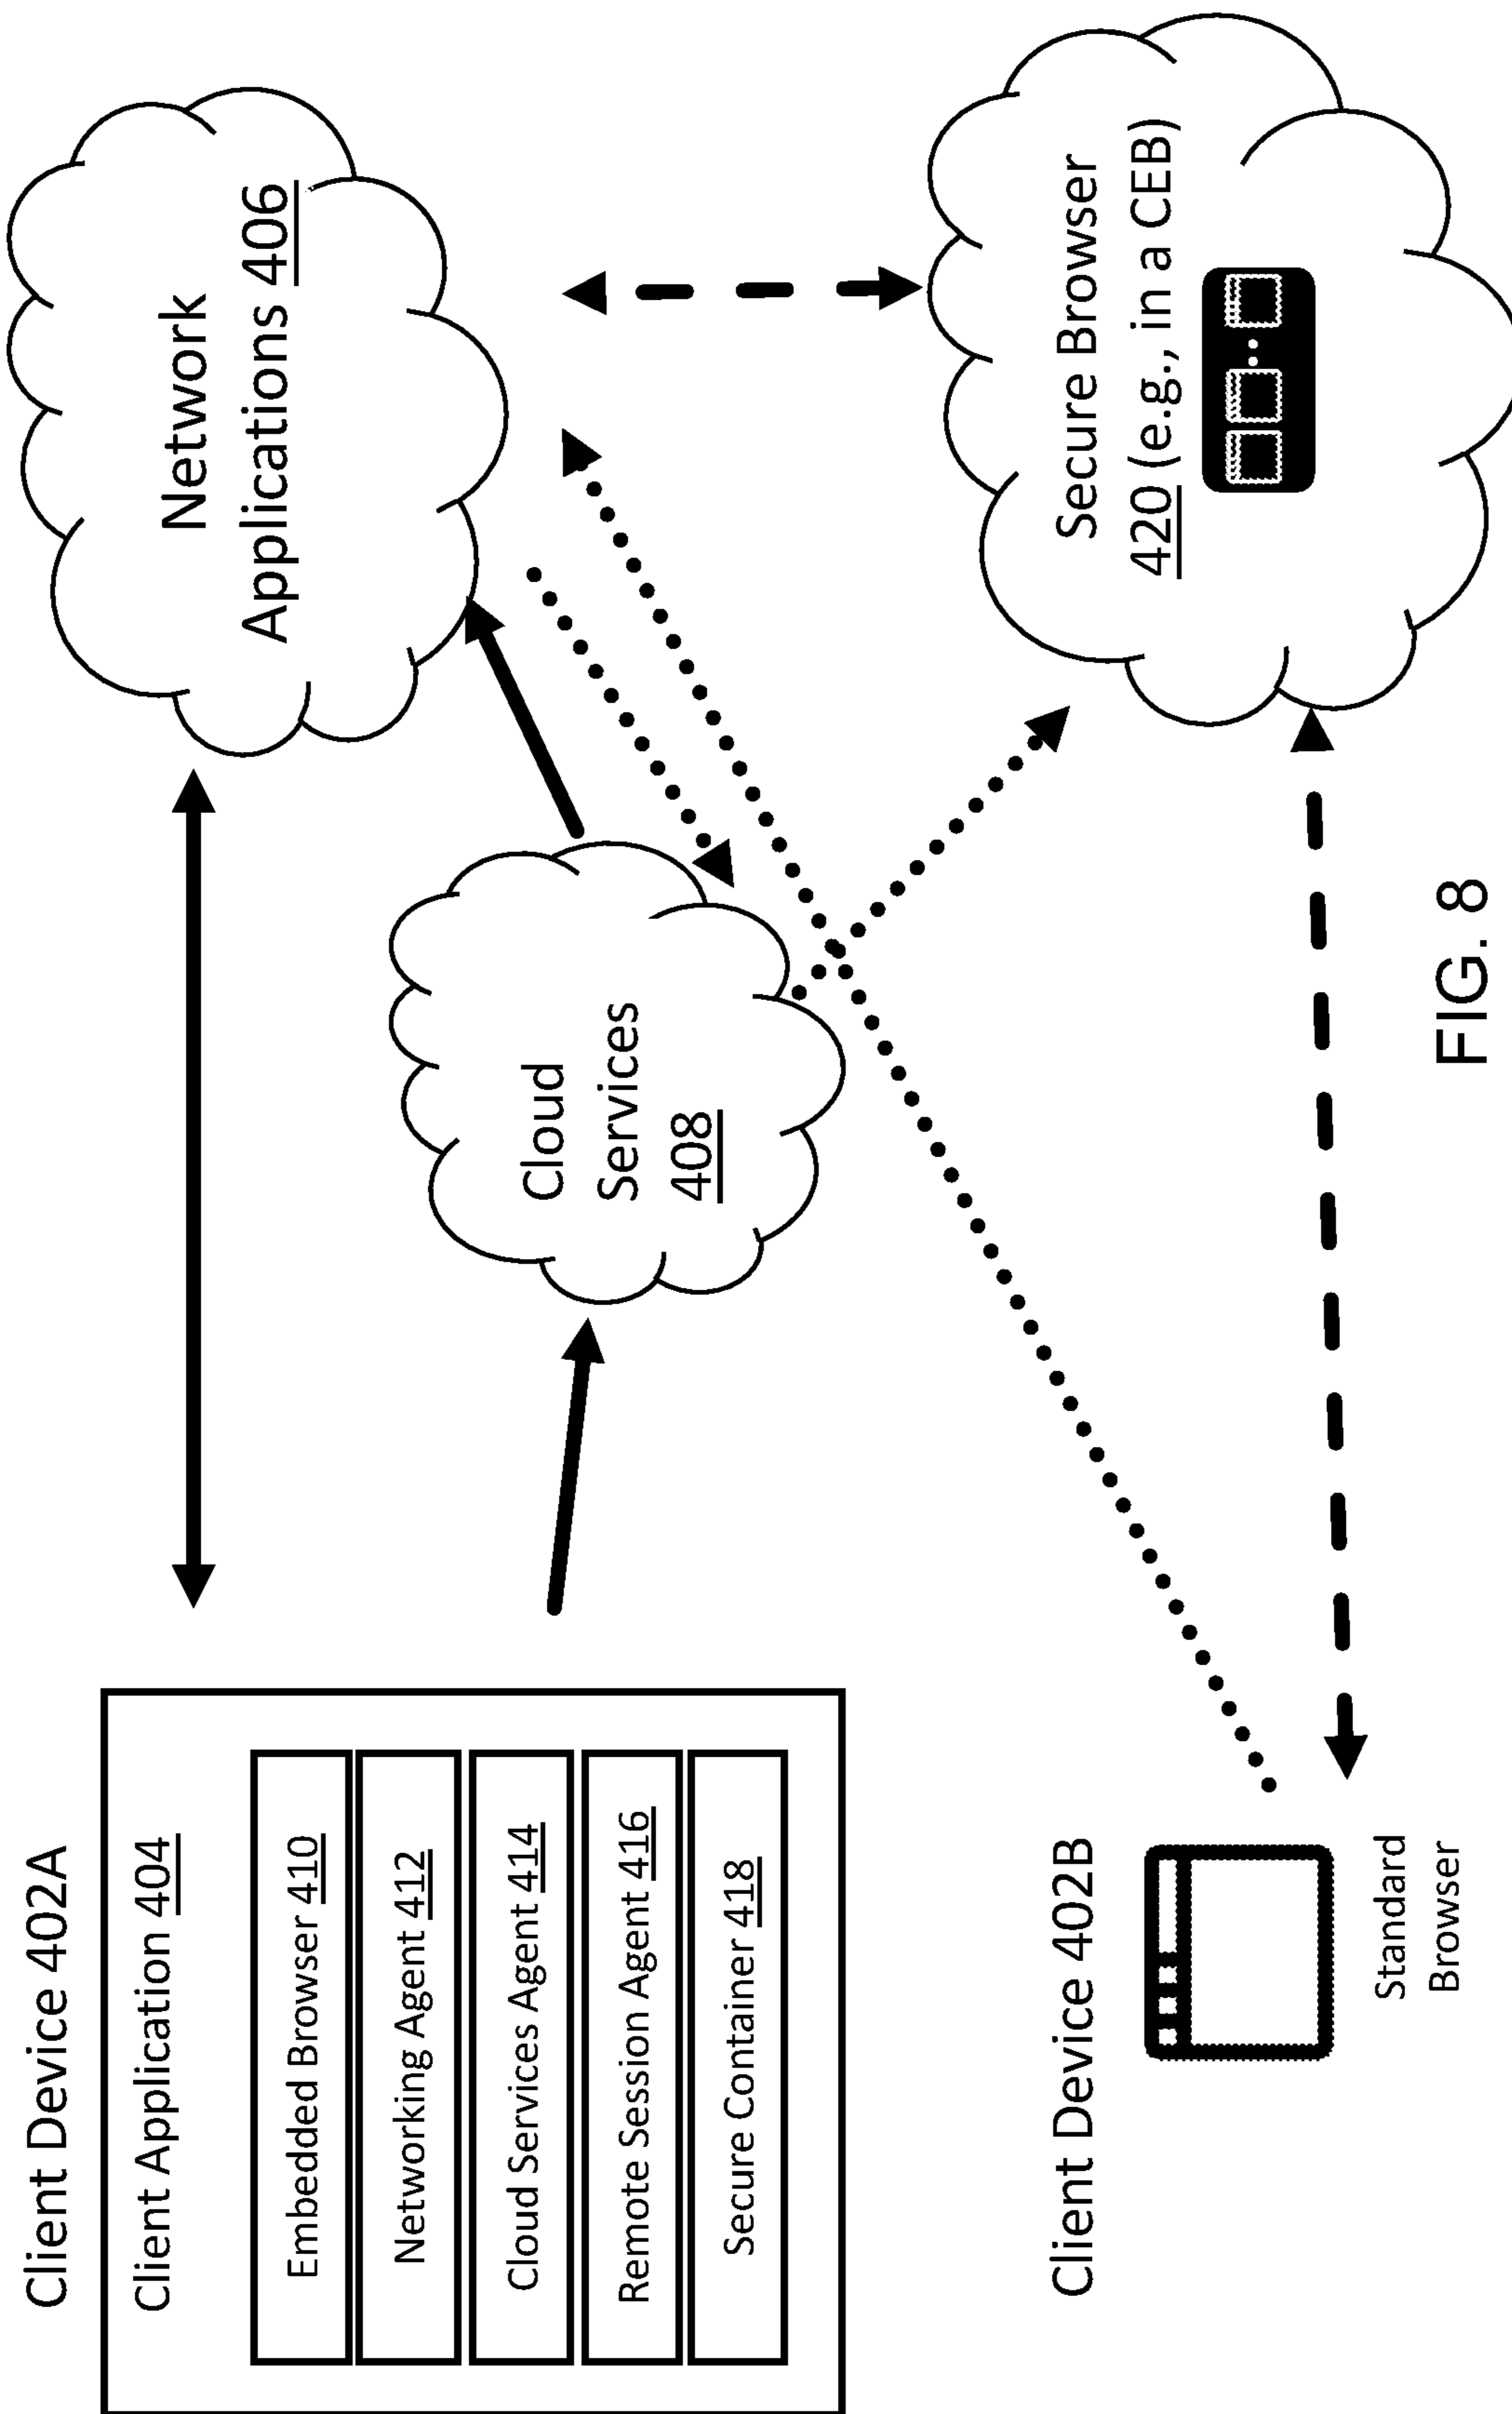 Client Device 402A
Client Application 404
Embedded Browser 410
Networking Agent 412
Cloud Services Agent 414
Remote Session Agent 416
Secure Container 418
Network
Applications 406
Cloud
Services
408
Client Device 402B
Standard
Browser
Secure Browser
420 (e.g., in a CEB)
FIG. 8